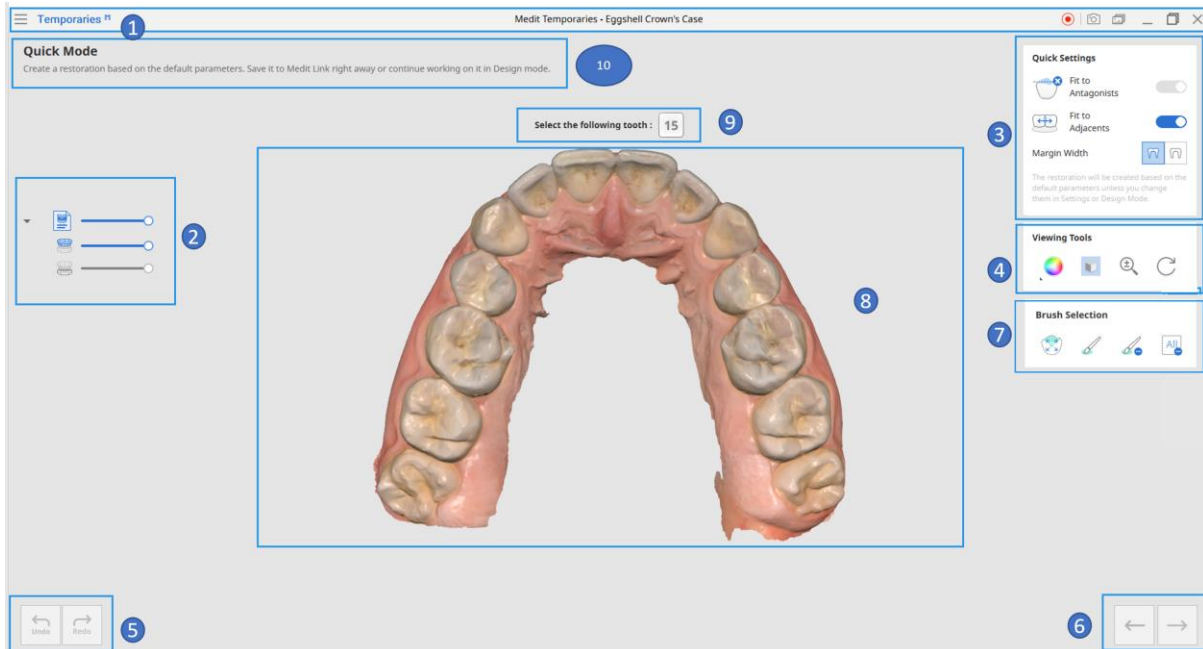 Temporaries
Medit Temporaries - Eggshell Crown's Case
1
Quick Mode
Create a restoration based on the default parameters. Save it to Medit Link right away or continue working on it in Design mode.
10
Select the following tooth : 15
9
Quick Settings
Fit to
Antagonists
Fit to
Adjacents
3
Margin Width
The restoration will be created based on the
default parameters unless you change
them in Settings or Design Mode.
2
Viewing Tools
4
8
Brush Selection
7
All
Undo
Redo
5
6